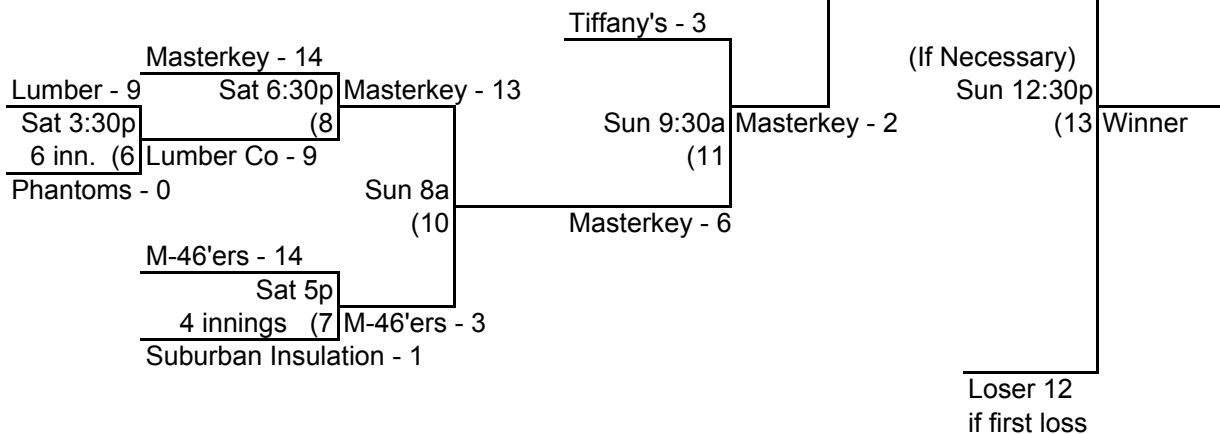 Tiffany's - 3
Masterkey - 14
(If Necessary)
Lumber - 9
Sat 6:30p
Masterkey - 13
Sun 12:30p
Sat 3:30p
(8
Sun 9:30a
Masterkey - 2
(13
Winner
6 inn. (6
Lumber Co - 9
(11
Phantoms - 0
Sun 8a
(10
Masterkey - 6
M-46'ers - 14
Sat 5p
4 innings (7
M-46'ers - 3
Suburban Insulation - 1
Loser 12
if first loss